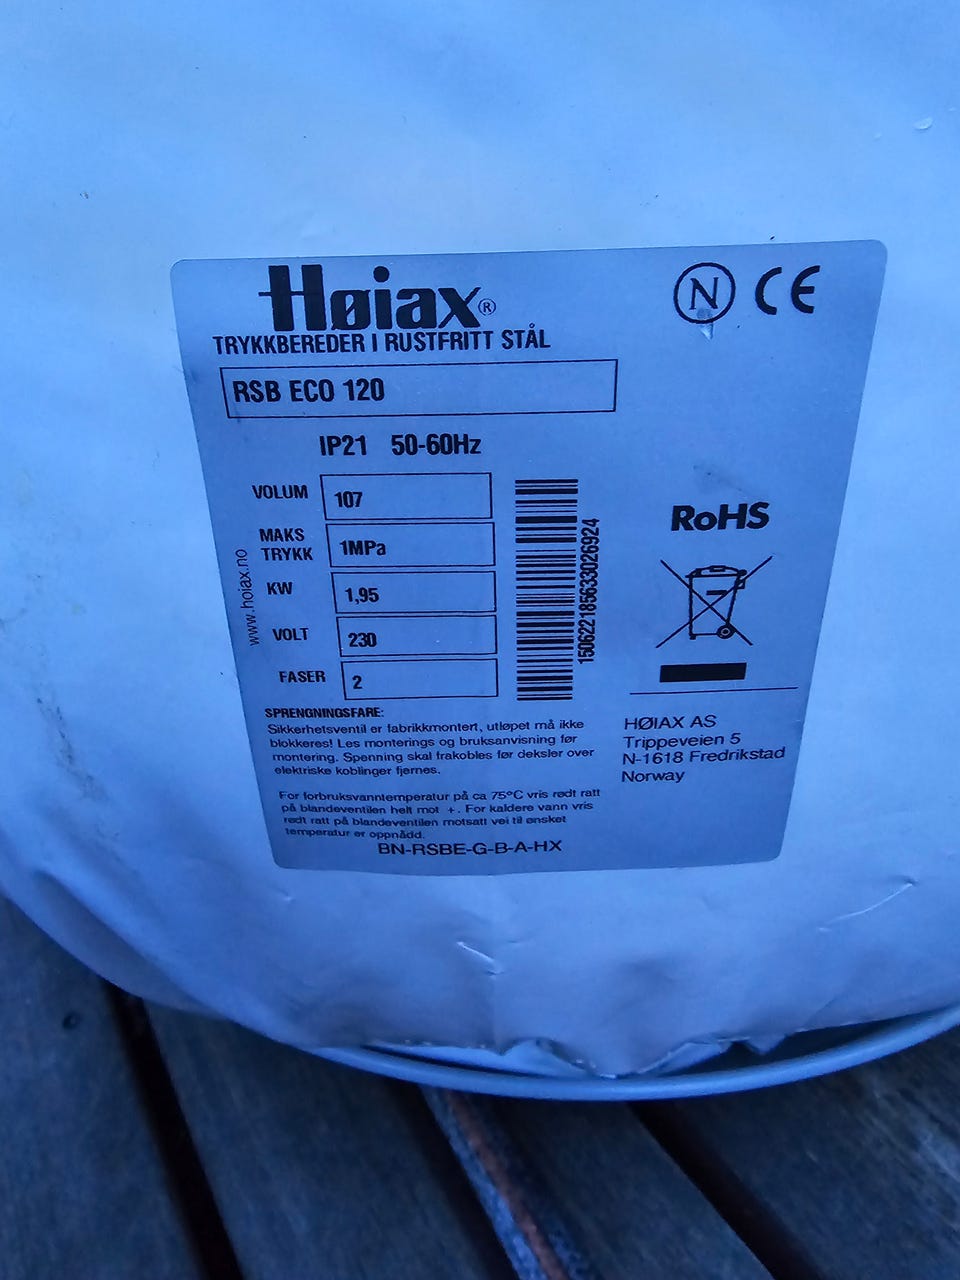 Høiax®
N CE
TRYKKBEREDER I RUSTFRITT STÅL
RSB ECO 120
IP21 50-60Hz
VOLUM 107
MAKS TRYKK 1MPa
KW 1,95
VOLT 230
FASER 2
www.hoiax.no
15062218563302692​4
RoHS
SPRENGNINGSFARE:
Sikkerhetsventil er fabrikkmontert, utløpet må ikke
blokkeres! Les monterings og bruksanvisning før
montering. Spenning skal frakobles før deksler over
elektriske koblinger fjernes.
For forbruksvanntemperatur på ca 75°C vris rødt ratt
på blandeventilen helt mot +. For kaldere vann vris
rødt ratt på blandeventilen motsatt vei til ønsket
temperatur er oppnådd.
BN-RSBE-G-B-A-HX
HØIAX AS
Trippeveien 5
N-1618 Fredrikstad
Norway